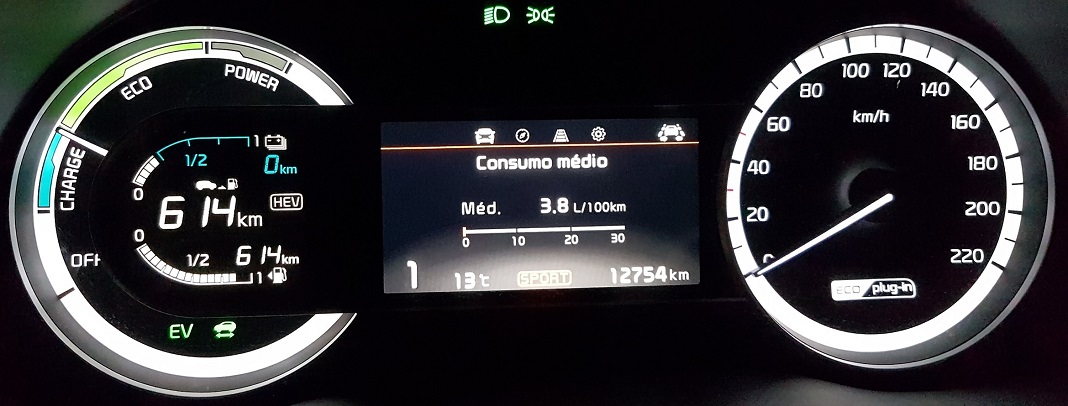 POWER
ECO
CHARGE
1
1/2
0km
0
614km
HEV
0
1/2
614km
1
OFF
EV
Consumo médio
Méd. 3.8 L/100km
0 10 20 30
1 13℃ SPORT 12754km
0
20
40
60
80
100
120
140
160
180
200
220
km/h
ECO plug-in